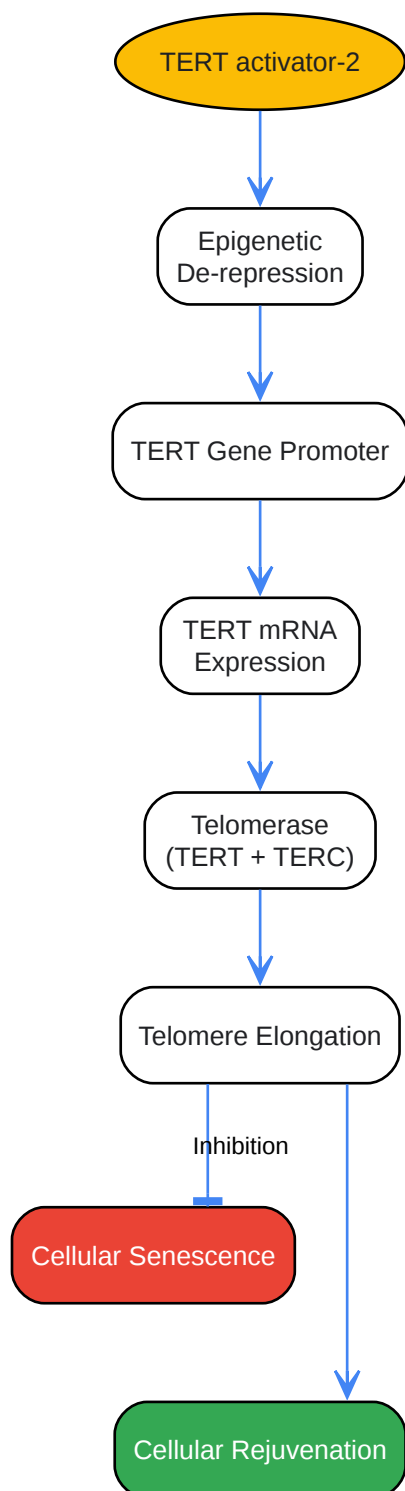 TERT activator-2
Epigenetic
De-repression
TERT Gene Promoter
TERT mRNA
Expression
Telomerase
(TERT + TERC)
Telomere Elongation
Inhibition
Cellular Senescence
Cellular Rejuvenation